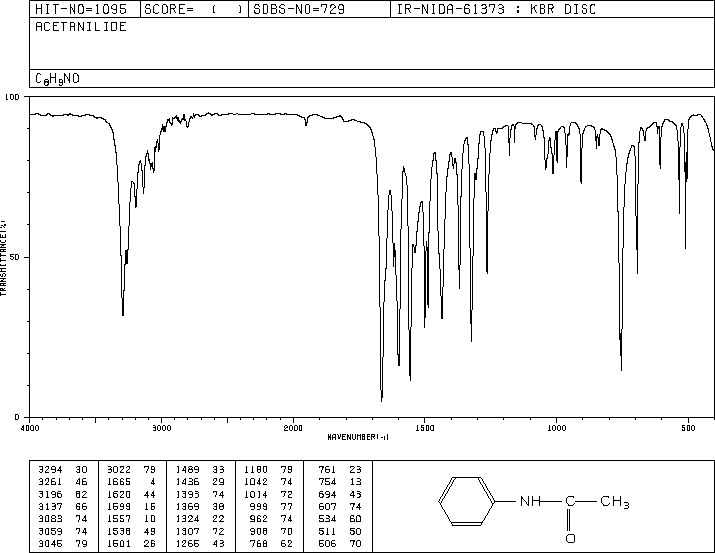 HIT-NO=1095 SCORE= ( ) SDBS-NO=729 IR-NIDA-61373 : KBR DISC
ACETANILIDE
C8H9NO
100
TRANSMITTANCE(%)
50
0
4000 3000 2000 1500 1000 500
WAVENUMBER(-1)
3294 30 3022 79 1489 33 1180 79 761 23
3261 46 1665 4 1436 29 1042 74 754 13
3196 62 1620 44 1393 74 1014 72 694 43
3137 66 1599 15 1369 38 999 77 607 74
3083 74 1557 10 1324 22 962 74 534 60
3059 74 1538 49 1307 72 908 70 511 50
3045 79 1501 26 1265 43 768 62 506 70
NH C CH3
O